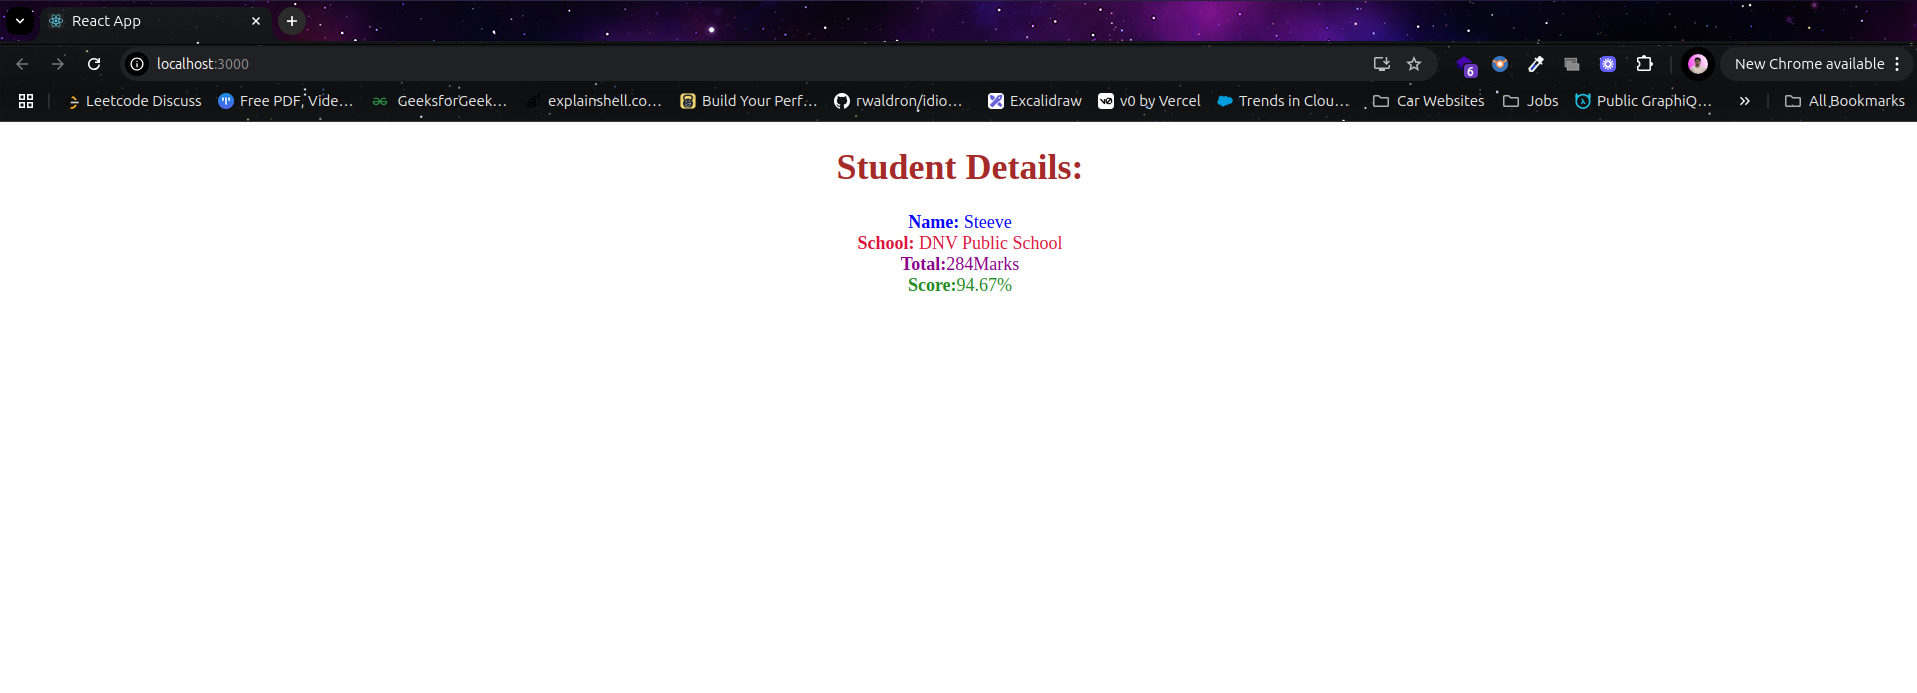 React App
localhost:3000
6
New Chrome available
Leetcode Discuss
Free PDF, Vide...
GeeksforGeek...
explainshell.co...
Build Your Perf...
rwaldron/idio...
Excalidraw
v0 by Vercel
Trends in Clou...
Car Websites
Jobs
Public GraphiQ...
All Bookmarks
Student Details:
Name: Steeve
School: DNV Public School
Total:284Marks
Score:94.67%